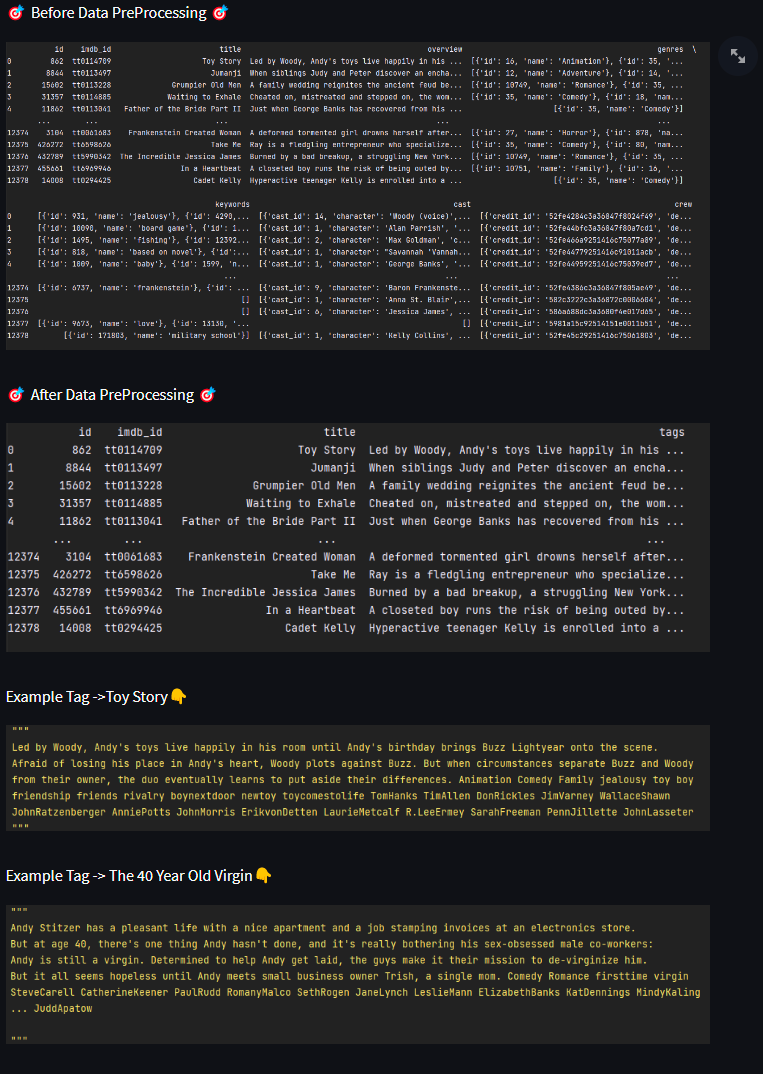 🎯 Before Data PreProcessing 🎯
id imdb_id title overview genres \
0 862 tt0114709 Toy Story Led by Woody, Andy's toys live happily in his ... [{'id': 16, 'name': 'Animation'}, {'id': 35, '...
1 8844 tt0113497 Jumanji When siblings Judy and Peter discover an encha... [{'id': 12, 'name': 'Adventure'}, {'id': 14, '...
2 15602 tt0113228 Grumpier Old Men A family wedding reignites the ancient feud be... [{'id': 10749, 'name': 'Romance'}, {'id': 35, ...
3 31357 tt0114885 Waiting to Exhale Cheated on, mistreated and stepped on, the wom... [{'id': 35, 'name': 'Comedy'}, {'id': 18, 'nam...
4 11862 tt0113041 Father of the Bride Part II Just when George Banks has recovered from his ... [{'id': 35, 'name': 'Comedy'}]
... ... ... ... ... ...
12374 3104 tt0061683 Frankenstein Created Woman A deformed tormented girl drowns herself after... [{'id': 27, 'name': 'Horror'}, {'id': 878, 'na...
12375 426272 tt6598626 Take Me Ray is a fledgling entrepreneur who specialize... [{'id': 35, 'name': 'Comedy'}, {'id': 80, 'nam...
12376 432789 tt5990342 The Incredible Jessica James Burned by a bad breakup, a struggling New York... [{'id': 10749, 'name': 'Romance'}, {'id': 35, ...
12377 455661 tt6969946 In a Heartbeat A closeted boy runs the risk of being outed by... [{'id': 10751, 'name': 'Family'}, {'id': 16, '...
12378 14008 tt0294425 Cadet Kelly Hyperactive teenager Kelly is enrolled into a ... [{'id': 35, 'name': 'Comedy'}]
keywords cast crew
0 [{'id': 931, 'name': 'jealousy'}, {'id': 4290,... [{'cast_id': 14, 'character': 'Woody (voice)',... [{'credit_id': '52fe4284c3a36847f8024f49', 'de...
1 [{'id': 10090, 'name': 'board game'}, {'id': 1... [{'cast_id': 1, 'character': 'Alan Parrish', '... [{'credit_id': '52fe44bfc3a36847f80a7cd1', 'de...
2 [{'id': 1495, 'name': 'fishing'}, {'id': 12392... [{'cast_id': 2, 'character': 'Max Goldman', 'c... [{'credit_id': '52fe466a9251416c75077a89', 'de...
3 [{'id': 818, 'name': 'based on novel'}, {'id':... [{'cast_id': 1, 'character': "Savannah 'Vannah... [{'credit_id': '52fe44779251416c91011acb', 'de...
4 [{'id': 1009, 'name': 'baby'}, {'id': 1599, 'n... [{'cast_id': 1, 'character': 'George Banks', '... [{'credit_id': '52fe44959251416c75039ed7', 'de...
... ... ...
12374 [{'id': 6737, 'name': 'frankenstein'}, {'id': ... [{'cast_id': 9, 'character': 'Baron Frankenste... [{'credit_id': '52fe4386c3a36847f805ae49', 'de...
12375 [] [{'cast_id': 1, 'character': 'Anna St. Blair',... [{'credit_id': '582c3222c3a36872c0006604', 'de...
12376 [] [{'cast_id': 6, 'character': 'Jessica James', ... [{'credit_id': '586a688dc3a3680f4e017d65', 'de...
12377 [{'id': 9673, 'name': 'love'}, {'id': 13130, '... [] [{'credit_id': '5981a15c92514151e0011b51', 'de...
12378 [{'id': 171803, 'name': 'military school'}] [{'cast_id': 1, 'character': 'Kelly Collins', ... [{'credit_id': '52fe45c29251416c75061803', 'de...
🎯 After Data PreProcessing 🎯
id imdb_id title tags
0 862 tt0114709 Toy Story Led by Woody, Andy's toys live happily in his ...
1 8844 tt0113497 Jumanji When siblings Judy and Peter discover an encha...
2 15602 tt0113228 Grumpier Old Men A family wedding reignites the ancient feud be...
3 31357 tt0114885 Waiting to Exhale Cheated on, mistreated and stepped on, the wom...
4 11862 tt0113041 Father of the Bride Part II Just when George Banks has recovered from his ...
... ... ... ... ...
12374 3104 tt0061683 Frankenstein Created Woman A deformed tormented girl drowns herself after...
12375 426272 tt6598626 Take Me Ray is a fledgling entrepreneur who specialize...
12376 432789 tt5990342 The Incredible Jessica James Burned by a bad breakup, a struggling New York...
12377 455661 tt6969946 In a Heartbeat A closeted boy runs the risk of being outed by...
12378 14008 tt0294425 Cadet Kelly Hyperactive teenager Kelly is enrolled into a ...
Example Tag ->Toy Story👇
"""
Led by Woody, Andy's toys live happily in his room until Andy's birthday brings Buzz Lightyear onto the scene.
Afraid of losing his place in Andy's heart, Woody plots against Buzz. But when circumstances separate Buzz and Woody
from their owner, the duo eventually learns to put aside their differences. Animation Comedy Family jealousy toy boy
friendship friends rivalry boynextdoor newtoy toycomestolife TomHanks TimAllen DonRickles JimVarney WallaceShawn
JohnRatzenberger AnniePotts JohnMorris ErikvonDetten LaurieMetcalf R.LeeErmey SarahFreeman PennJillette JohnLasseter
"""
Example Tag -> The 40 Year Old Virgin👇
"""
Andy Stitzer has a pleasant life with a nice apartment and a job stamping invoices at an electronics store.
But at age 40, there's one thing Andy hasn't done, and it's really bothering his sex-obsessed male co-workers:
Andy is still a virgin. Determined to help Andy get laid, the guys make it their mission to de-virginize him.
But it all seems hopeless until Andy meets small business owner Trish, a single mom. Comedy Romance firsttime virgin
SteveCarell CatherineKeener PaulRudd RomanyMalco SethRogen JaneLynch LeslieMann ElizabethBanks KatDennings MindyKaling
... JuddApatow
"""